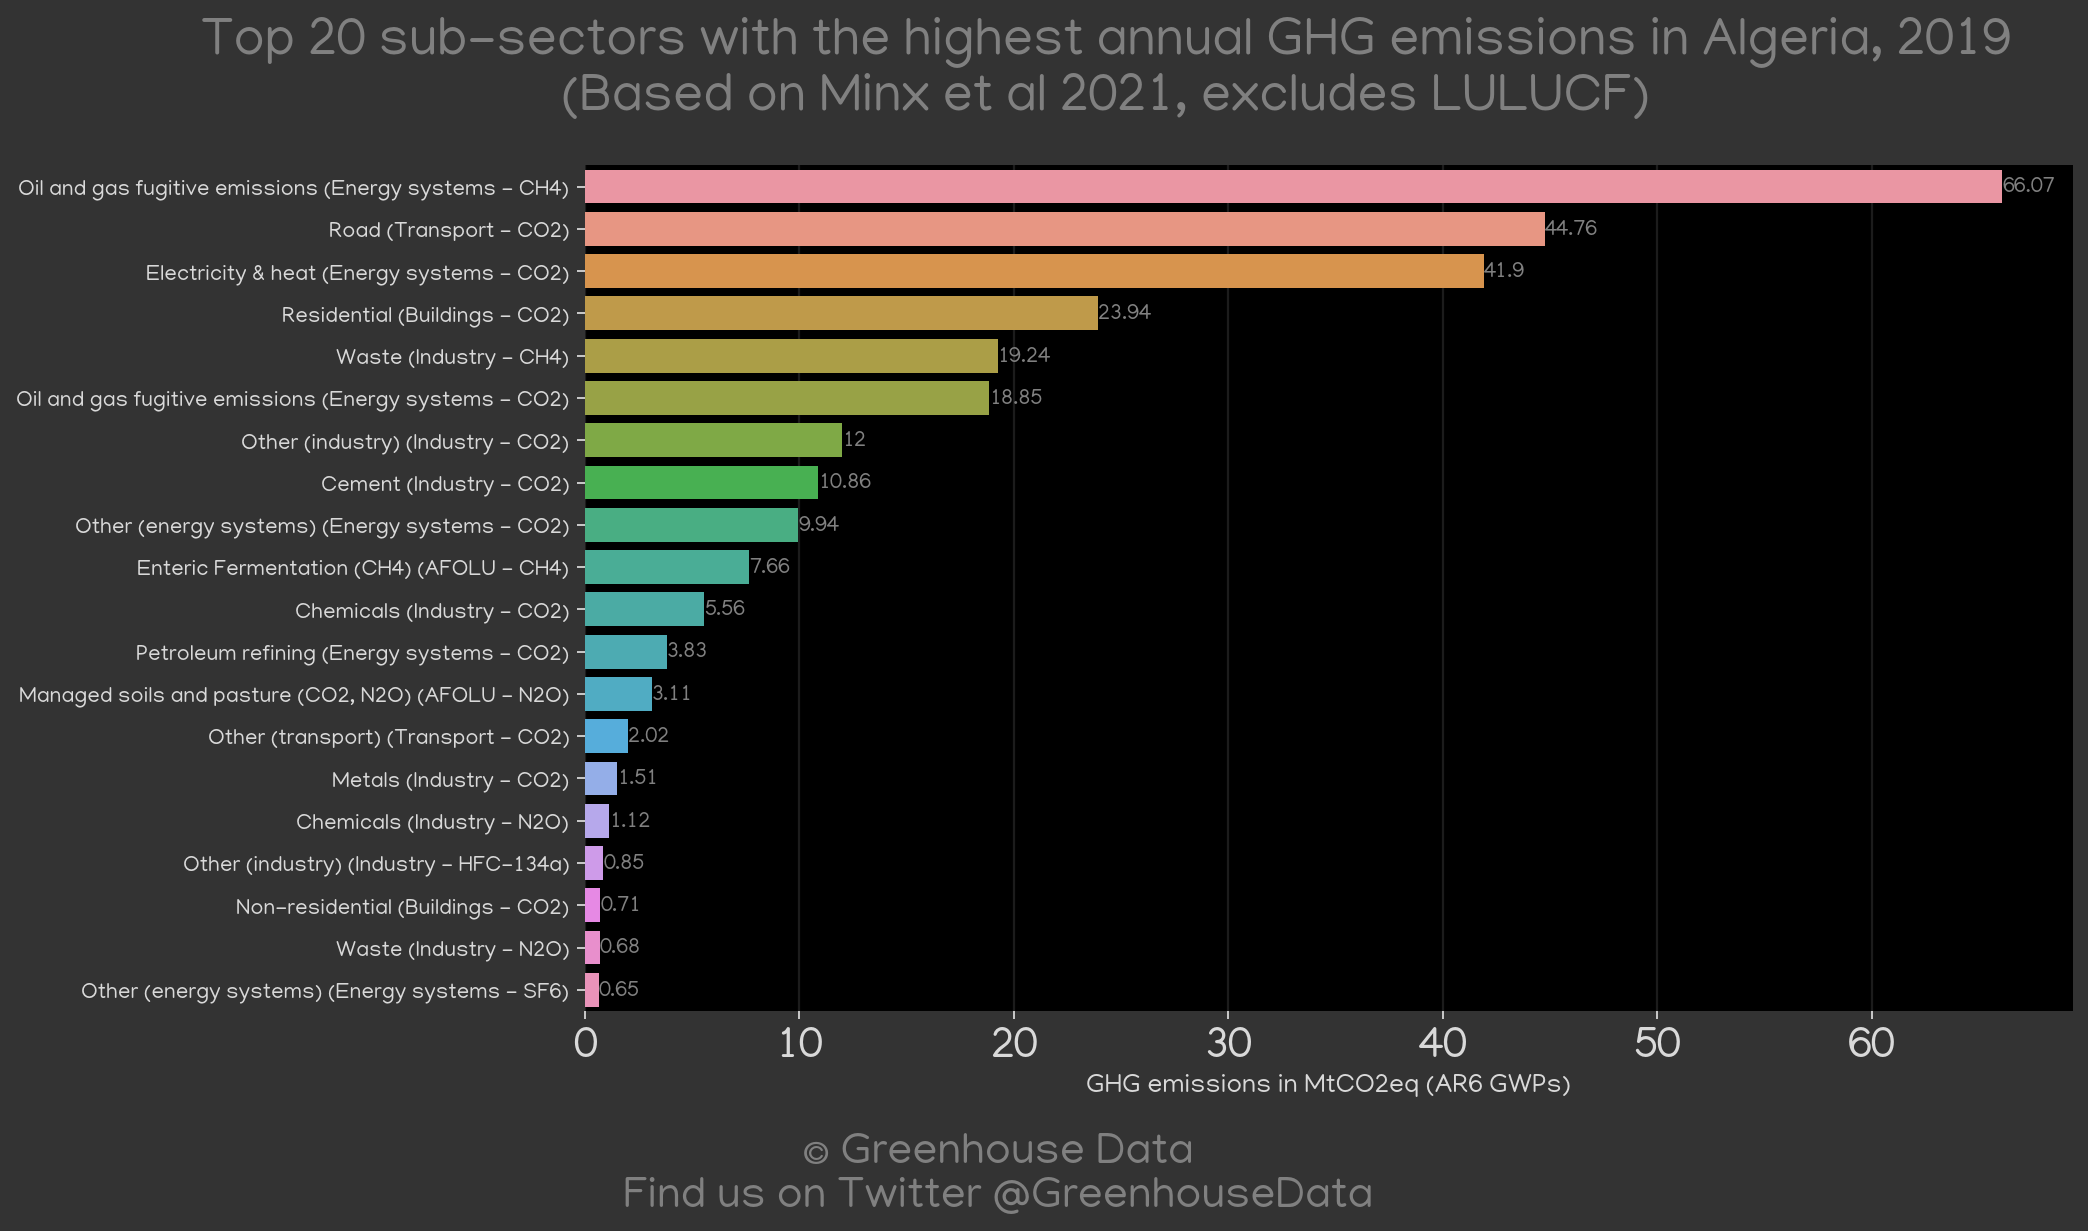 Top 20 sub-sectors with the highest annual GHG emissions in Algeria, 2019
(Based on Minx et al 2021, excludes LULUCF)
Oil and gas fugitive emissions (Energy systems - CH4) 66.07
Road (Transport - CO2) 44.76
Electricity & heat (Energy systems - CO2) 41.9
Residential (Buildings - CO2) 23.94
Waste (Industry - CH4) 19.24
Oil and gas fugitive emissions (Energy systems - CO2) 18.85
Other (industry) (Industry - CO2) 12
Cement (Industry - CO2) 10.86
Other (energy systems) (Energy systems - CO2) 9.94
Enteric Fermentation (CH4) (AFOLU - CH4) 7.66
Chemicals (Industry - CO2) 5.56
Petroleum refining (Energy systems - CO2) 3.83
Managed soils and pasture (CO2, N2O) (AFOLU - N2O) 3.11
Other (transport) (Transport - CO2) 2.02
Metals (Industry - CO2) 1.51
Chemicals (Industry - N2O) 1.12
Other (industry) (Industry - HFC-134a) 0.85
Non-residential (Buildings - CO2) 0.71
Waste (Industry - N2O) 0.68
Other (energy systems) (Energy systems - SF6) 0.65
0 10 20 30 40 50 60
GHG emissions in MtCO2eq (AR6 GWPs)
© Greenhouse Data
Find us on Twitter @GreenhouseData